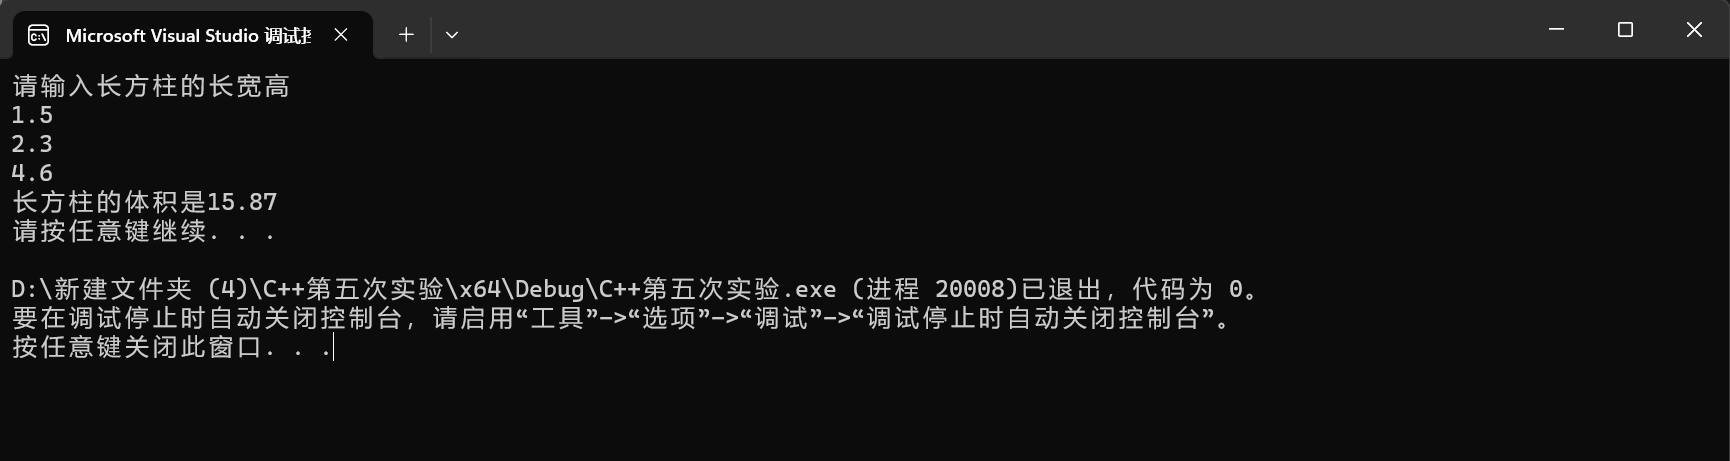 Microsoft Visual Studio 调试
请输入长方柱的长宽高
1.5
2.3
4.6
长方柱的体积是15.87
请按任意键继续. . .
D:\新建文件夹 (4)\C++第五次实验\x64\Debug\C++第五次实验.exe (进程 20008)已退出，代码为 0。
要在调试停止时自动关闭控制台，请启用“工具”->“选项”->“调试”->“调试停止时自动关闭控制台”。
按任意键关闭此窗口. . .